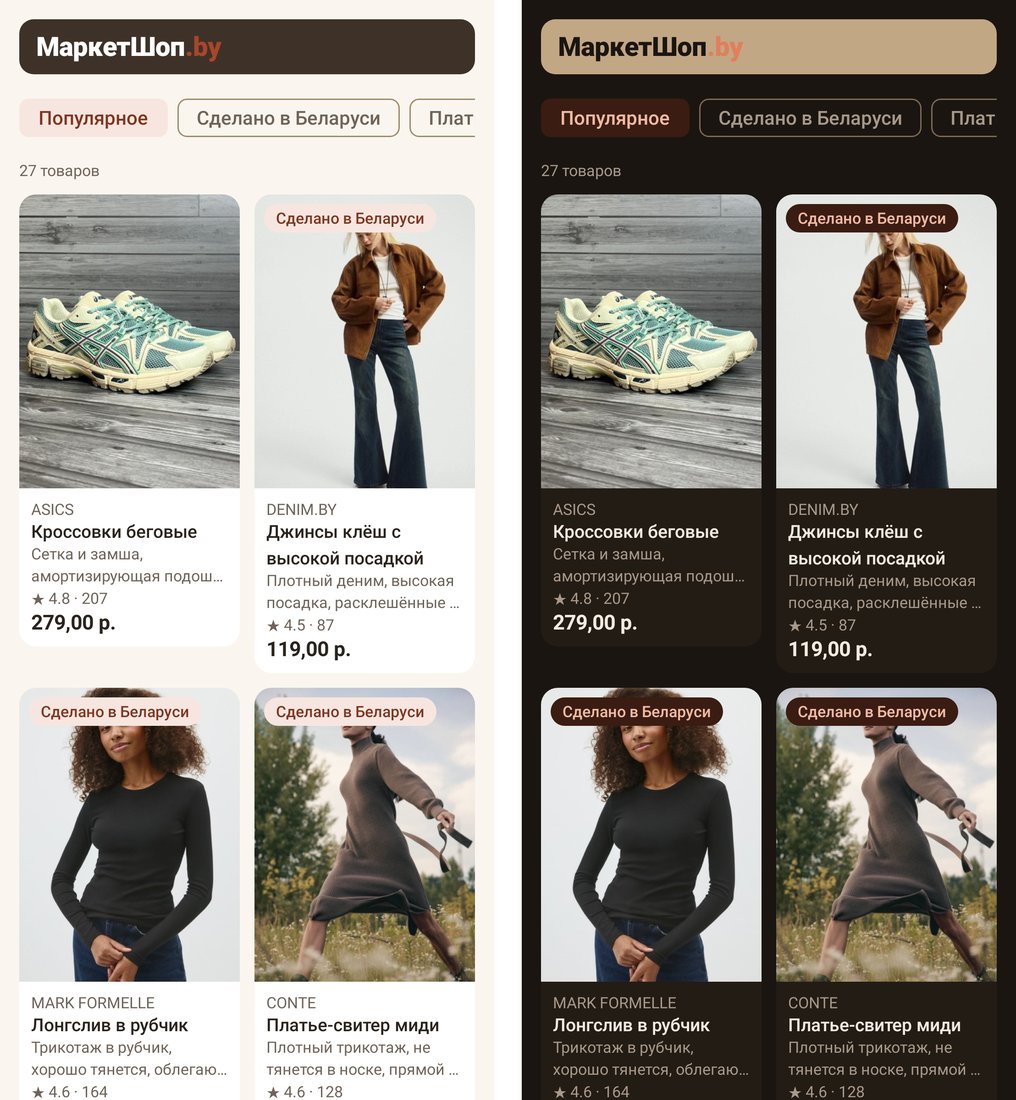 МаркетШоп.by
Популярное
Сделано в Беларуси
Плат
27 товаров
Сделано в Беларуси
ASICS
Кроссовки беговые
Сетка и замша,
амортизирующая подош…
★ 4.8 · 207
279,00 р.
DENIM.BY
Джинсы клёш с
высокой посадкой
Плотный деним, высокая
посадка, расклешённые …
★ 4.5 · 87
119,00 р.
Сделано в Беларуси
Сделано в Беларуси
MARK FORMELLE
Лонгслив в рубчик
Трикотаж в рубчик,
хорошо тянется, облегаю…
★ 4.6 · 164
CONTE
Платье-свитер миди
Плотный трикотаж, не
тянется в носке, прямой …
★ 4.6 · 128
МаркетШоп.by
Популярное
Сделано в Беларуси
Плат
27 товаров
Сделано в Беларуси
ASICS
Кроссовки беговые
Сетка и замша,
амортизирующая подош…
★ 4.8 · 207
279,00 р.
DENIM.BY
Джинсы клёш с
высокой посадкой
Плотный деним, высокая
посадка, расклешённые …
★ 4.5 · 87
119,00 р.
Сделано в Беларуси
Сделано в Беларуси
MARK FORMELLE
Лонгслив в рубчик
Трикотаж в рубчик,
хорошо тянется, облегаю…
★ 4.6 · 164
CONTE
Платье-свитер миди
Плотный трикотаж, не
тянется в носке, прямой …
★ 4.6 · 128